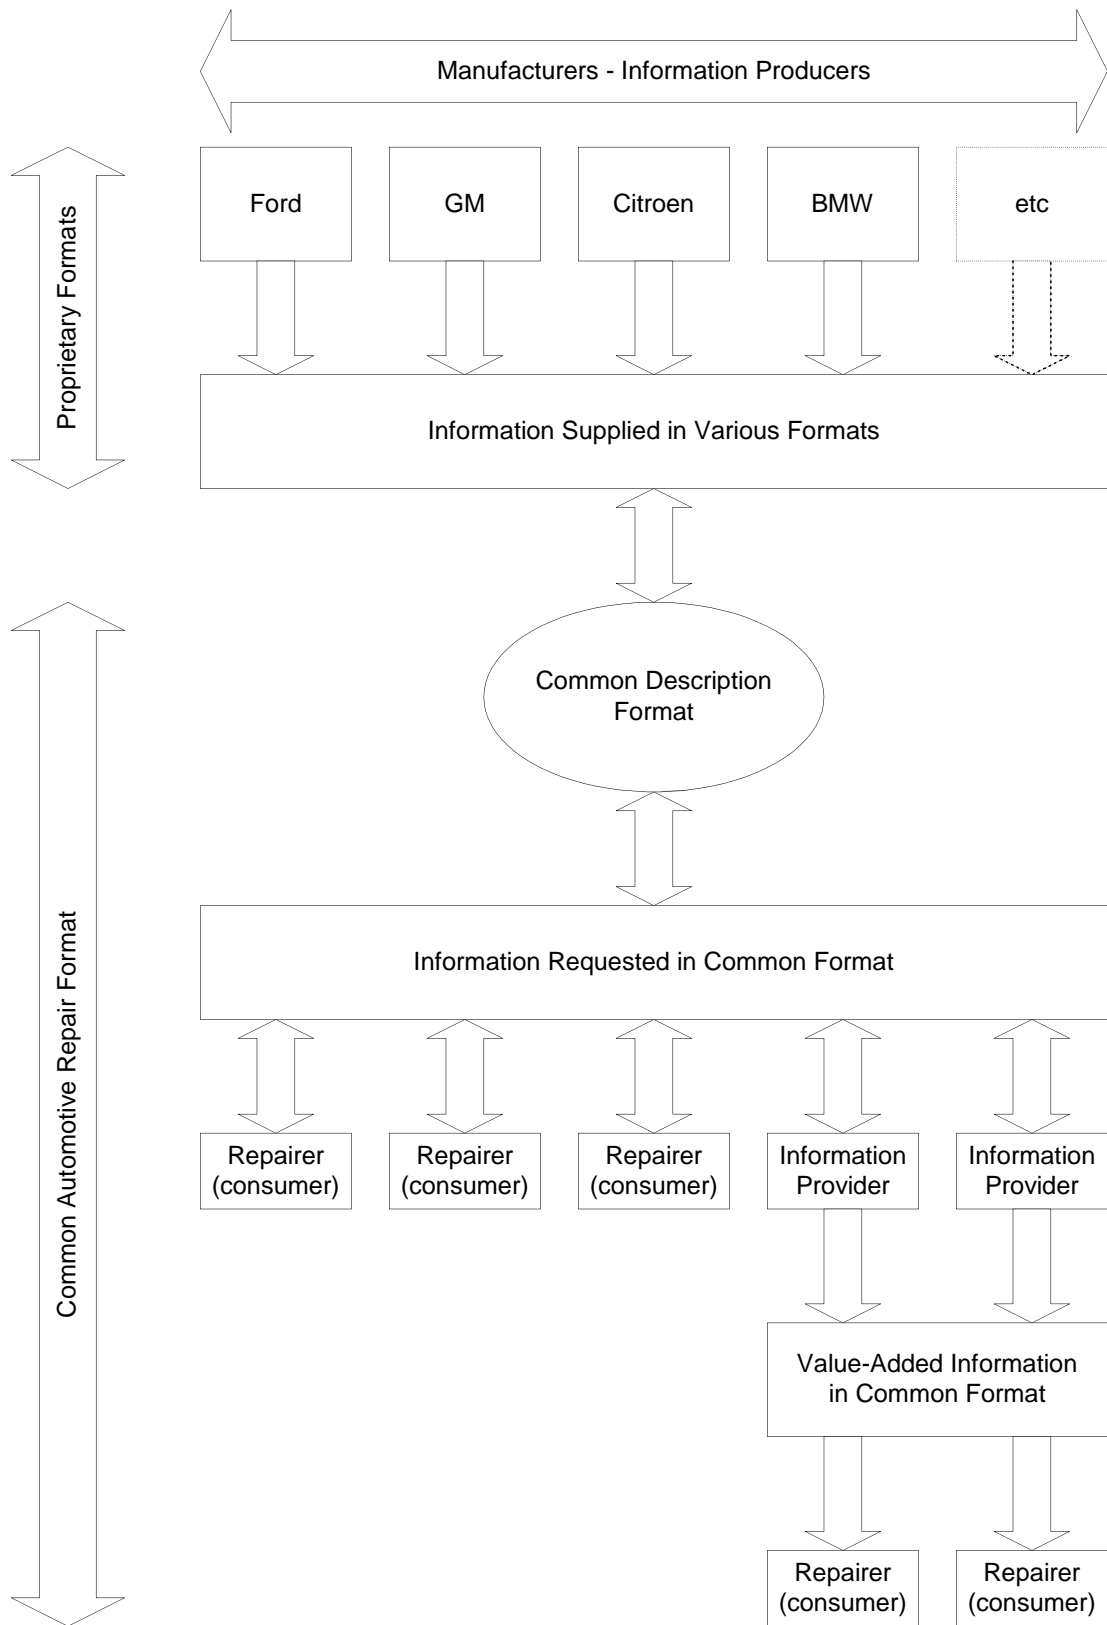 Manufacturers - Information Producers
Proprietary Formats
Ford
GM
Citroen
BMW
etc
Information Supplied in Various Formats
Common Automotive Repair Format
Common Description
Format
Information Requested in Common Format
Repairer
(consumer)
Repairer
(consumer)
Repairer
(consumer)
Information
Provider
Information
Provider
Value-Added Information
in Common Format
Repairer
(consumer)
Repairer
(consumer)